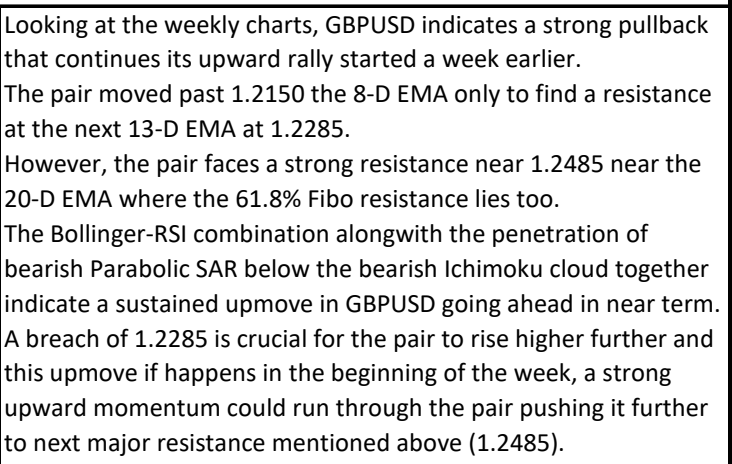 Looking at the weekly charts, GBPUSD indicates a strong pullback
that continues its upward rally started a week earlier.
The pair moved past 1.2150 the 8-D EMA only to find a resistance
at the next 13-D EMA at 1.2285.
However, the pair faces a strong resistance near 1.2485 near the
20-D EMA where the 61.8% Fibo resistance lies too.
The Bollinger-RSI combination alongwith the penetration of
bearish Parabolic SAR below the bearish Ichimoku cloud together
indicate a sustained upmove in GBPUSD going ahead in near term.
A breach of 1.2285 is crucial for the pair to rise higher further and
this upmove if happens in the beginning of the week, a strong
upward momentum could run through the pair pushing it further
to next major resistance mentioned above (1.2485).